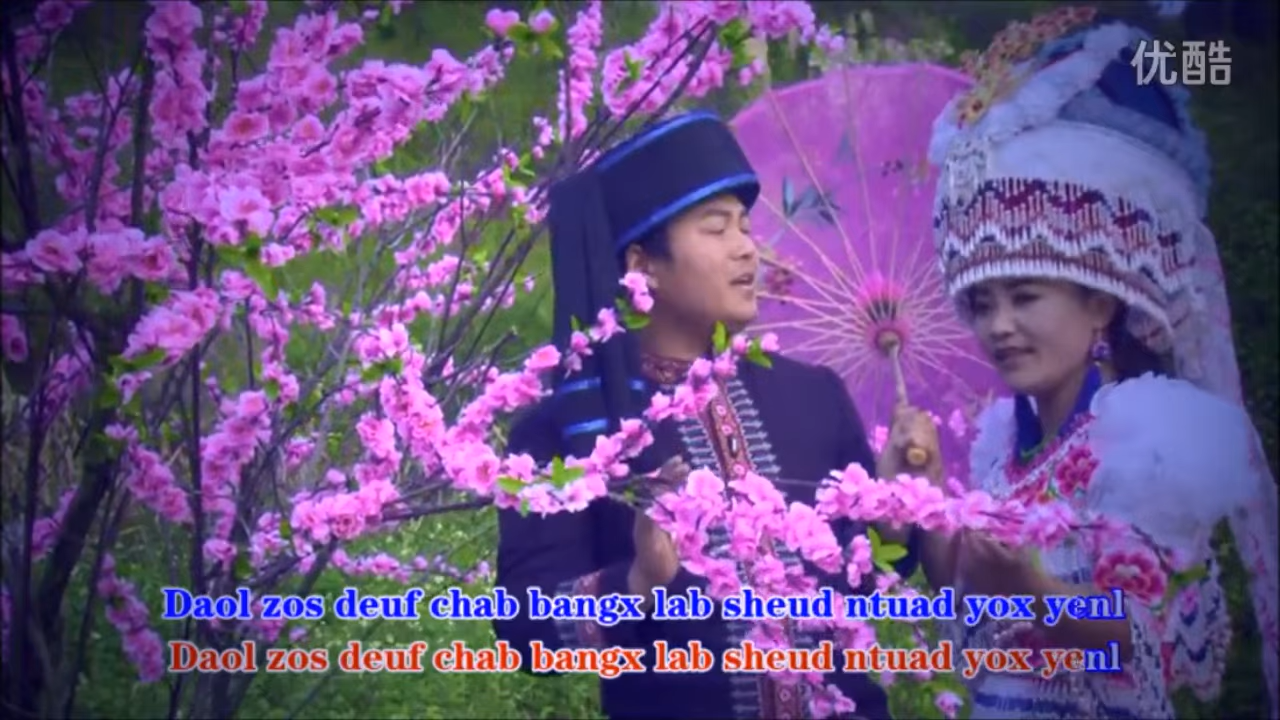 优酷
Daol zos deuf chab bangx lab sheud ntuad yox yenl
Daol zos deuf chab bangx lab sheud ntuad yox yenl